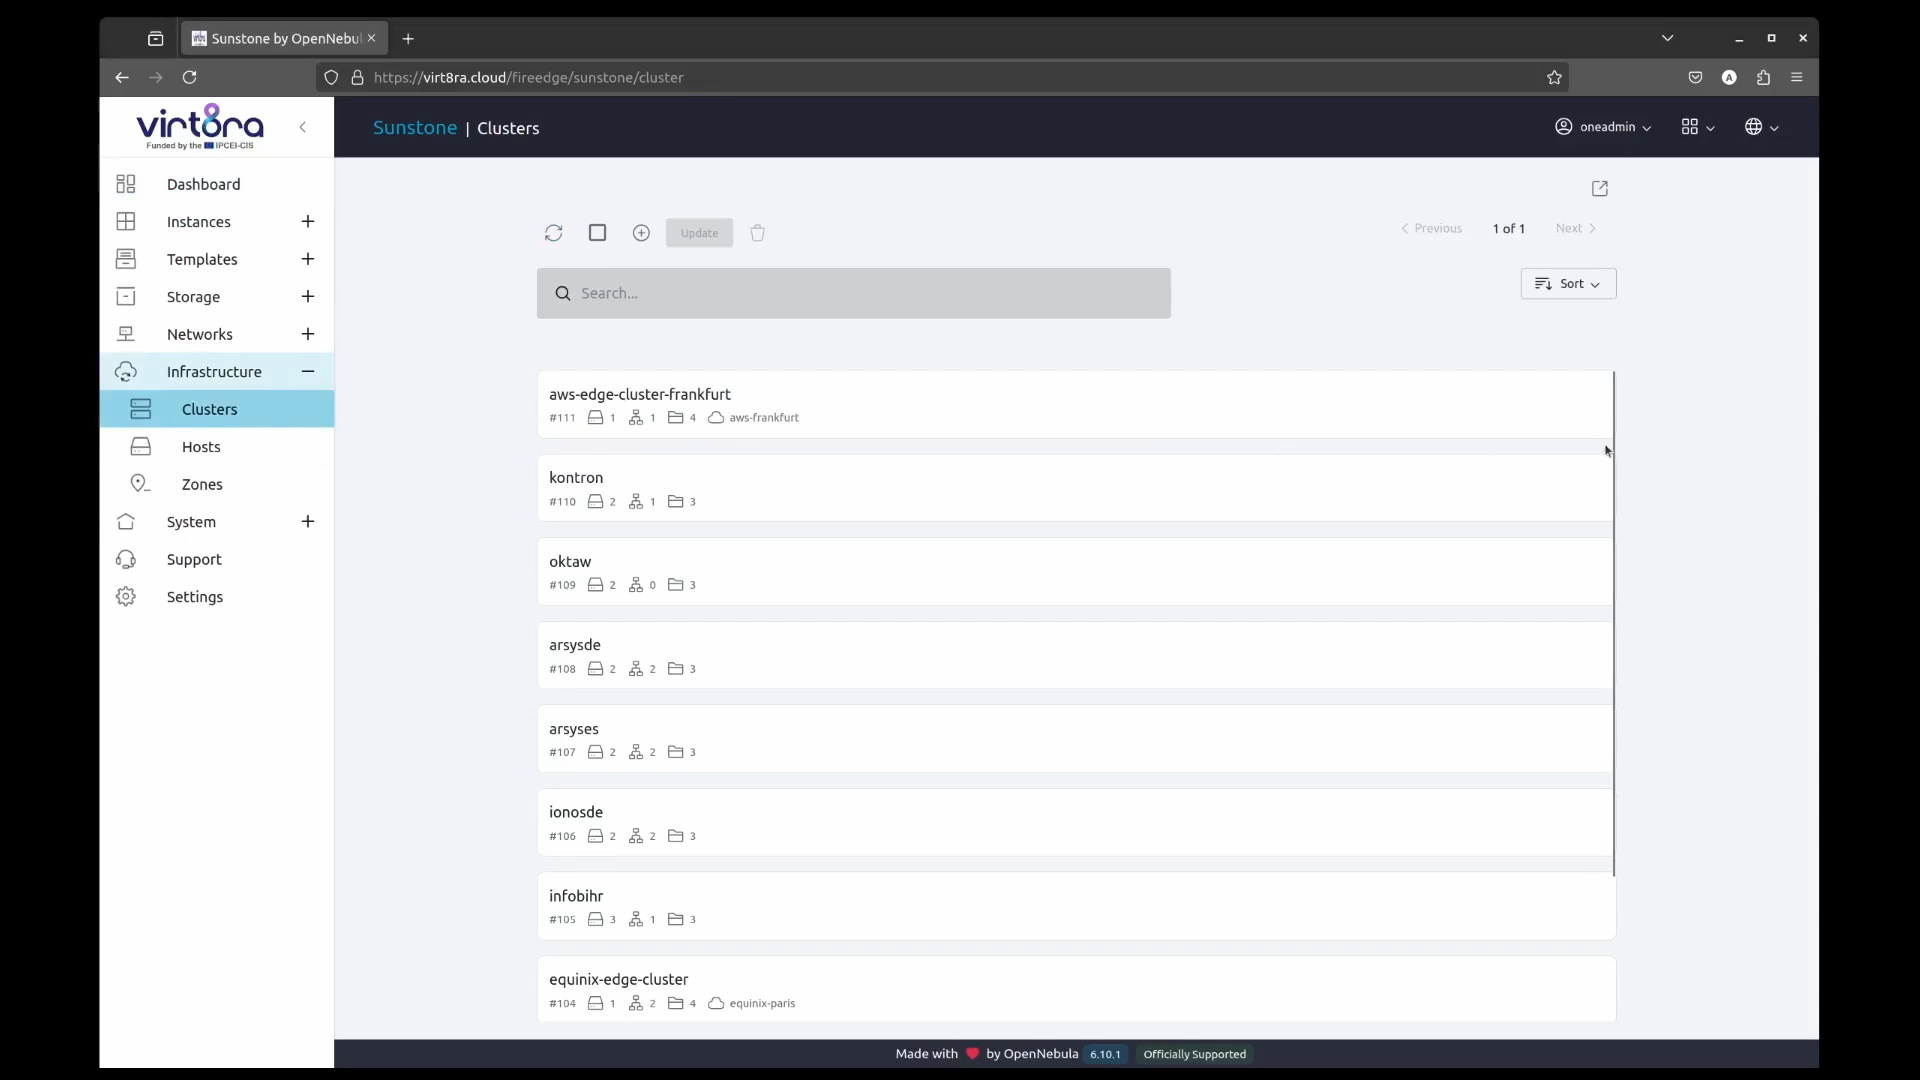 Sunstone by OpenNebul
https://virt8ra.cloud/fireedge/sunstone/cluster
virt8ra
Funded by the IPCEI-CIS
Sunstone | Clusters
oneadmin
Dashboard
Instances
Templates
Storage
Networks
Infrastructure
Clusters
Hosts
Zones
System
Support
Settings
Update
Previous 1 of 1 Next
Search...
Sort
aws-edge-cluster-frankfurt
#111 1 1 4 aws-frankfurt
kontron
#110 2 1 3
oktaw
#109 2 0 3
arsysde
#108 2 2 3
arsyses
#107 2 2 3
ionosde
#106 2 2 3
infobihr
#105 3 1 3
equinix-edge-cluster
#104 1 2 4 equinix-paris
Made with ❤ by OpenNebula 6.10.1 Officially Supported